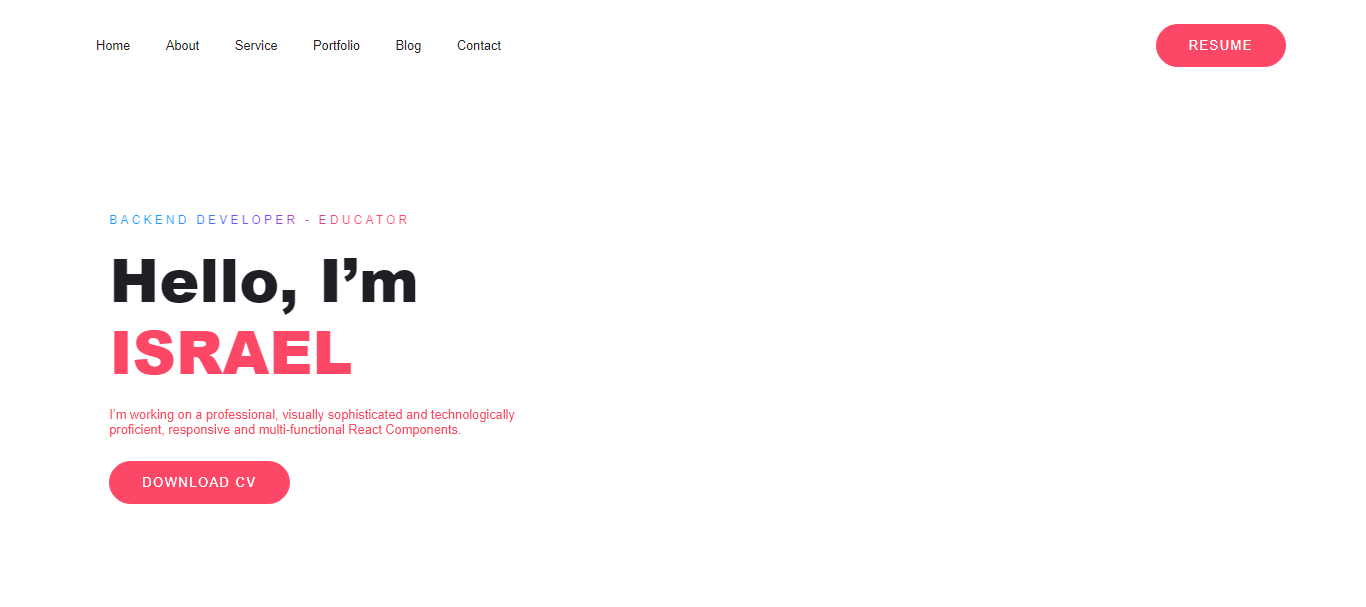 Home About Service Portfolio Blog Contact RESUME
BACKEND DEVELOPER - EDUCATOR
Hello, I’m
ISRAEL
I’m working on a professional, visually sophisticated and technologically
proficient, responsive and multi-functional React Components.
DOWNLOAD CV